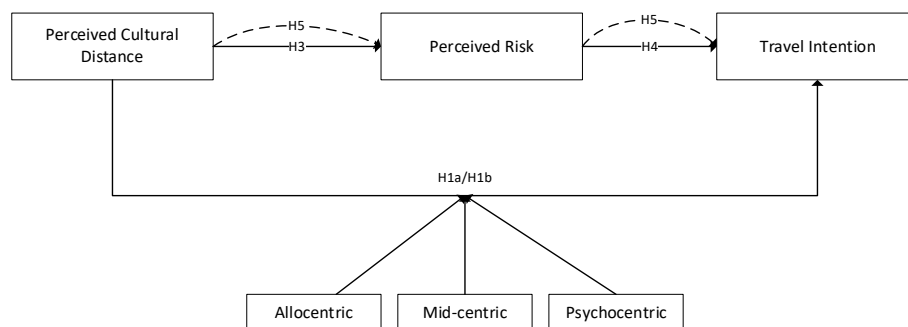 H5
H5
Perceived Cultural
Distance
H3
Perceived Risk
H4
Travel Intention
H1a/H1b
Allocentric
Mid-centric
Psychocentric